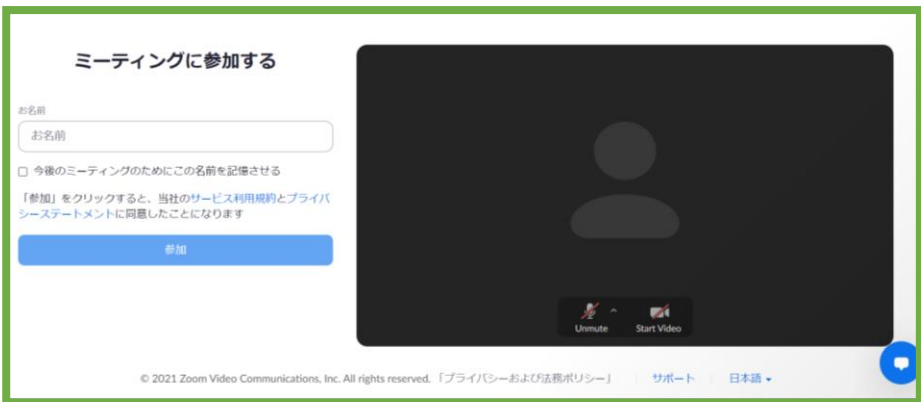 ミーティングに参加する
お名前
お名前
今後のミーティングのためにこの名前を記憶させる
「参加」をクリックすると、当社のサービス利用規約とプライバ
シーステートメントに同意したことになります
参加
Unmute Start Video
© 2021 Zoom Video Communications, Inc. All rights reserved. 「プライバシーおよび法務ポリシー」 サポート 日本語